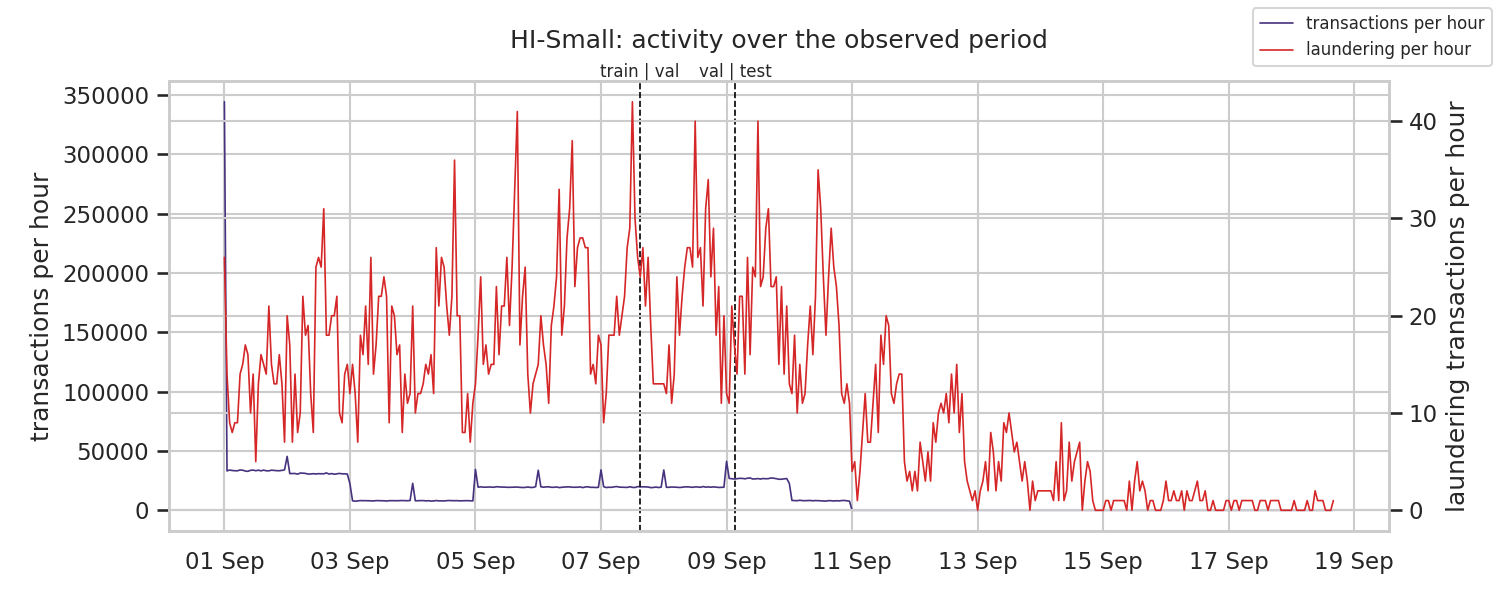 transactions per hour
laundering per hour
HI-Small: activity over the observed period
train | val
val | test
transactions per hour
350000
300000
250000
200000
150000
100000
50000
0
40
30
20
10
0
laundering transactions per hour
01 Sep
03 Sep
05 Sep
07 Sep
09 Sep
11 Sep
13 Sep
15 Sep
17 Sep
19 Sep